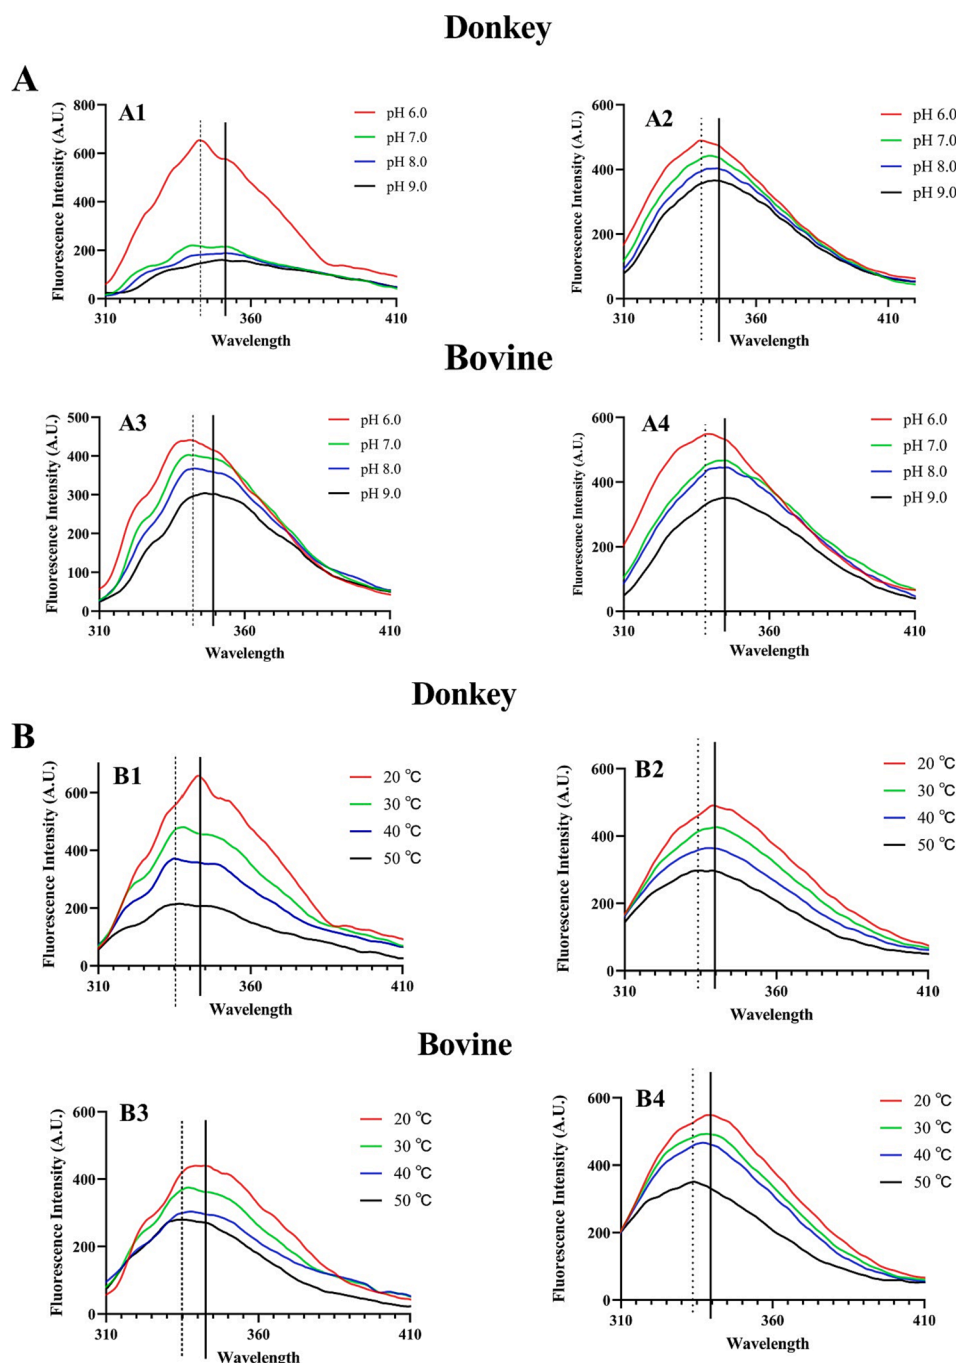 Donkey
A
A1
Fluorescence Intensity (A.U.)
800
600
400
200
0
310
360
410
Wavelength
pH 6.0
pH 7.0
pH 8.0
pH 9.0
A2
Fluorescence Intensity (A.U.)
600
400
200
0
310
360
410
Wavelength
pH 6.0
pH 7.0
pH 8.0
pH 9.0
Bovine
A3
Fluorescence Intensity (A.U.)
500
400
300
200
100
0
310
360
410
Wavelength
pH 6.0
pH 7.0
pH 8.0
pH 9.0
A4
Fluorescence Intensity (A.U.)
600
400
200
0
310
360
410
Wavelength
pH 6.0
pH 7.0
pH 8.0
pH 9.0
Donkey
B
B1
Fluorescence Intensity (A.U.)
600
400
200
0
310
360
410
Wavelength
20 ℃
30 ℃
40 ℃
50 ℃
B2
Fluorescence Intensity (A.U.)
600
400
200
0
310
360
410
Wavelength
20 ℃
30 ℃
40 ℃
50 ℃
Bovine
B3
Fluorescence Intensity (A.U.)
600
400
200
0
310
360
410
Wavelength
20 ℃
30 ℃
40 ℃
50 ℃
B4
Fluorescence Intensity (A.U.)
600
400
200
0
310
360
410
Wavelength
20 ℃
30 ℃
40 ℃
50 ℃